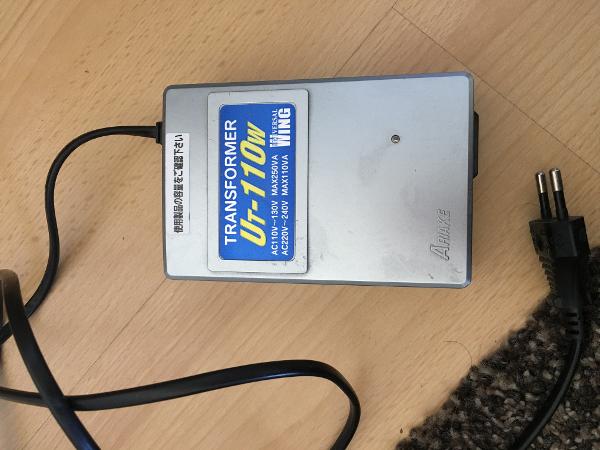 使用製品の容量をご確認下さい
TRANSFORMER
UT-110W
UNIVERSAL
WING
AC110V~130V MAX250VA
AC220V~240V MAX110VA
ARIAKE